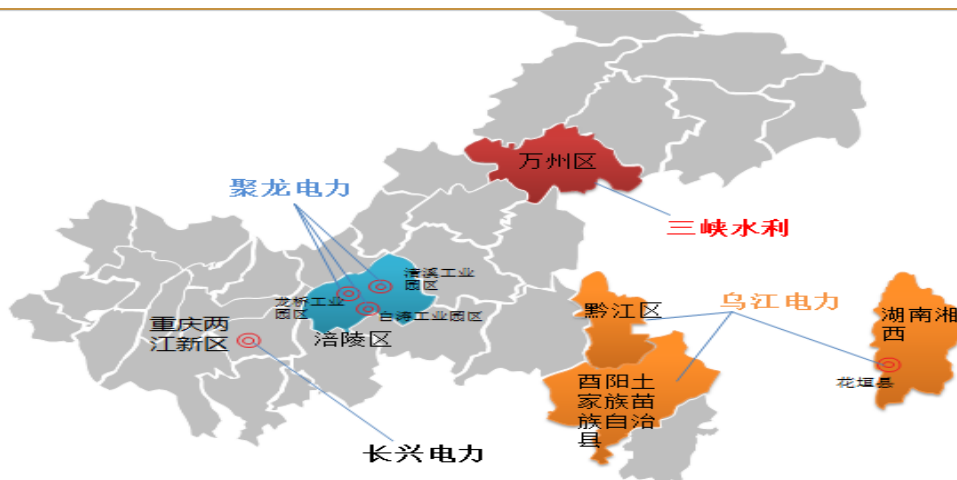 万州区
聚龙电力
三峡水利
清溪工业
园区
龙桥工业
园区
白涛工业园区
涪陵区
重庆两
江新区
长兴电力
黔江区
乌江电力
酉阳土
家族苗
族自治
县
湖南湘
西
花垣县